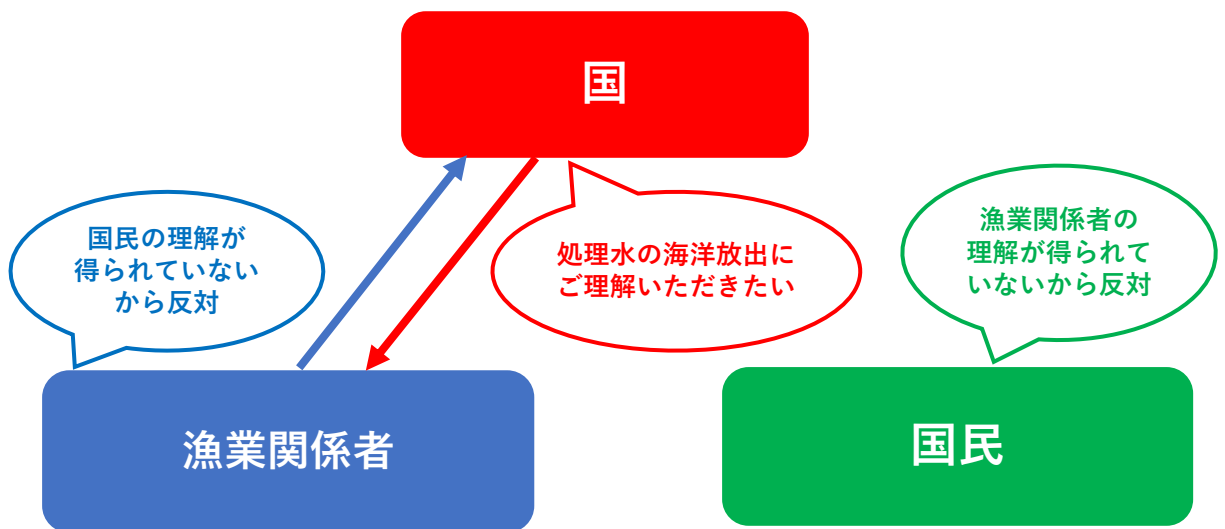 国
国民の理解が
得られていない
から反対
処理水の海洋放出に
ご理解いただきたい
漁業関係者の
理解が得られて
いないから反対
漁業関係者
国民